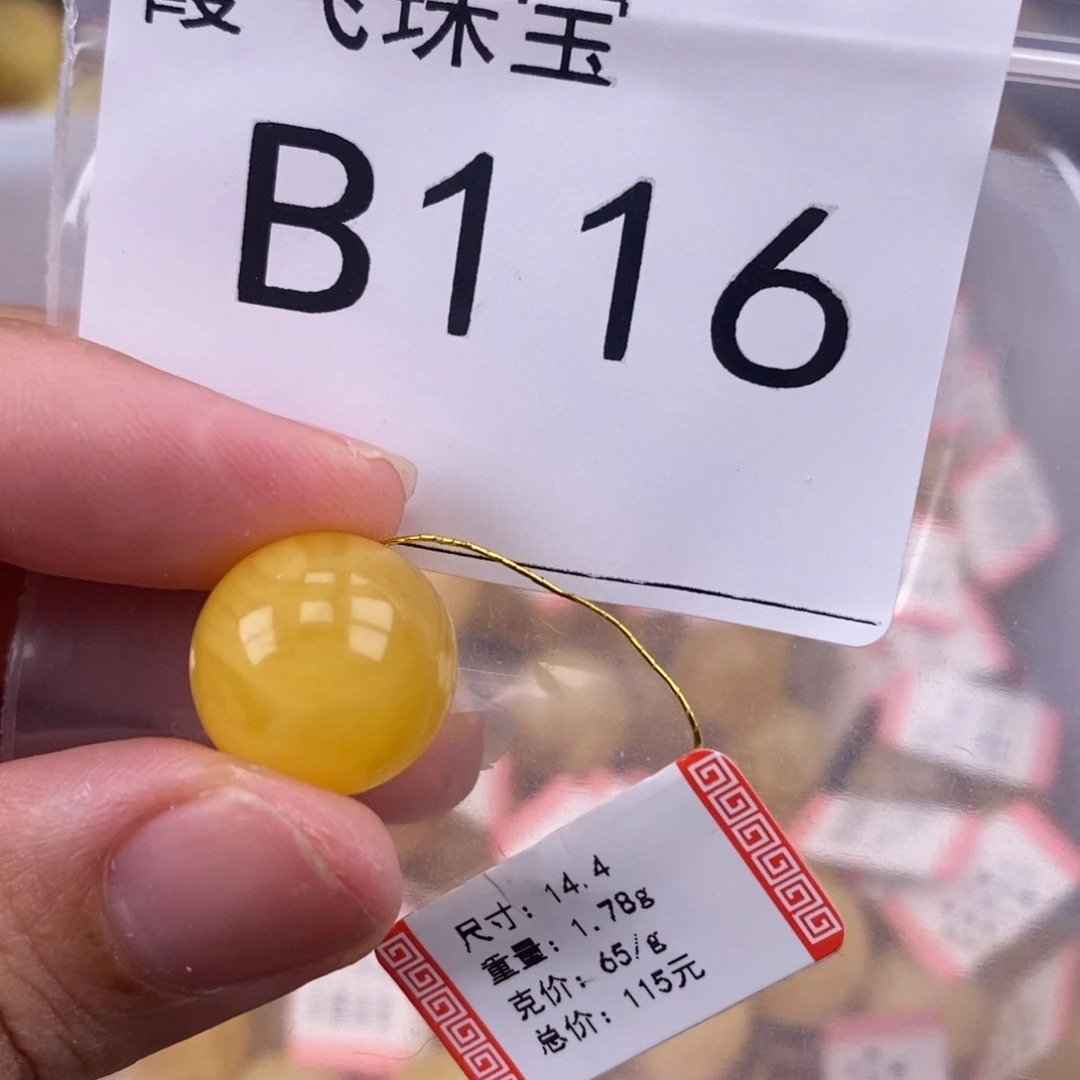 霞飞珠宝
B116
尺寸: 14.4
重量: 1.78g
克价: 65/g
总价: 115元